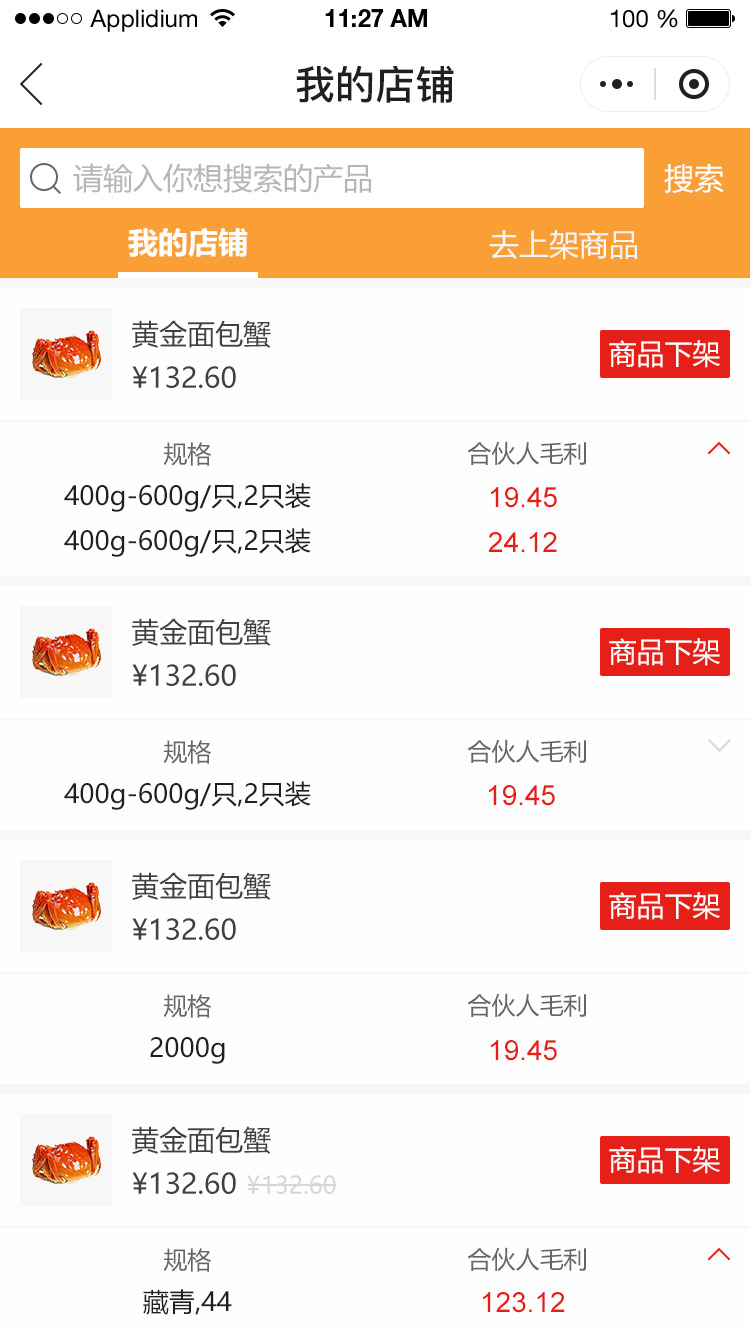 Applidium 11:27 AM 100 %
我的店铺
请输入你想搜索的产品 搜索
我的店铺 去上架商品
黄金面包蟹
¥132.60
商品下架
规格 合伙人毛利
400g-600g/只,2只装 19.45
400g-600g/只,2只装 24.12
黄金面包蟹
¥132.60
商品下架
规格 合伙人毛利
400g-600g/只,2只装 19.45
黄金面包蟹
¥132.60
商品下架
规格 合伙人毛利
2000g 19.45
黄金面包蟹
¥132.60 ¥132.60
商品下架
规格 合伙人毛利
藏青,44 123.12